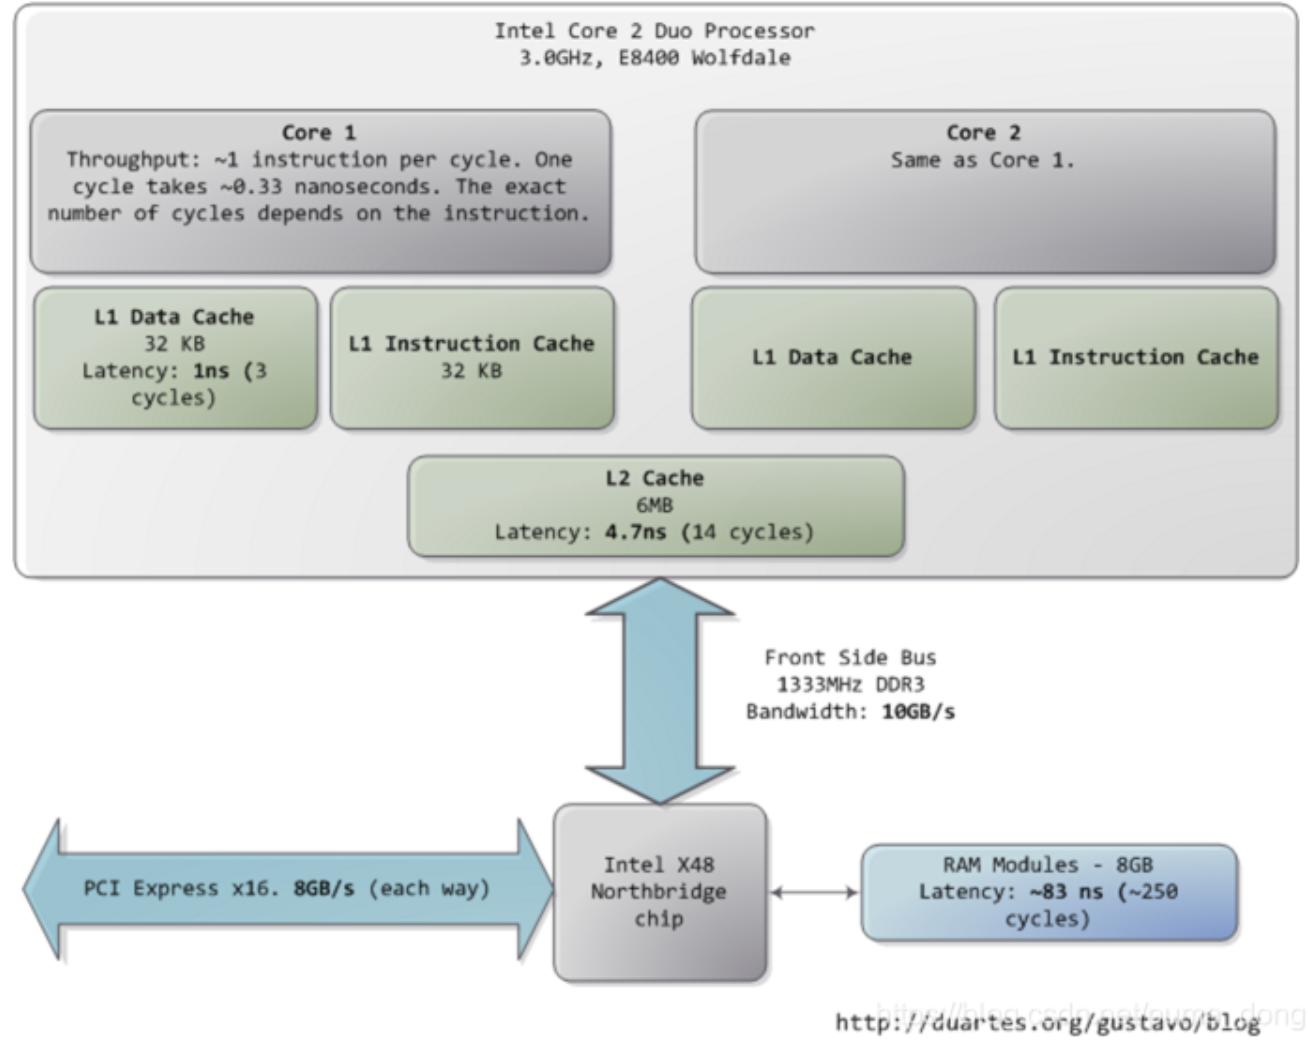 Intel Core 2 Duo Processor
3.0GHz, E8400 Wolfdale
Core 1
Throughput: ~1 instruction per cycle. One
cycle takes ~0.33 nanoseconds. The exact
number of cycles depends on the instruction.
Core 2
Same as Core 1.
L1 Data Cache
32 KB
Latency: 1ns (3
cycles)
L1 Instruction Cache
32 KB
L1 Data Cache
L1 Instruction Cache
L2 Cache
6MB
Latency: 4.7ns (14 cycles)
Front Side Bus
1333MHz DDR3
Bandwidth: 10GB/s
PCI Express x16. 8GB/s (each way)
Intel X48
Northbridge
chip
RAM Modules - 8GB
Latency: ~83 ns (~250
cycles)
http://duartes.org/gustavo/blog